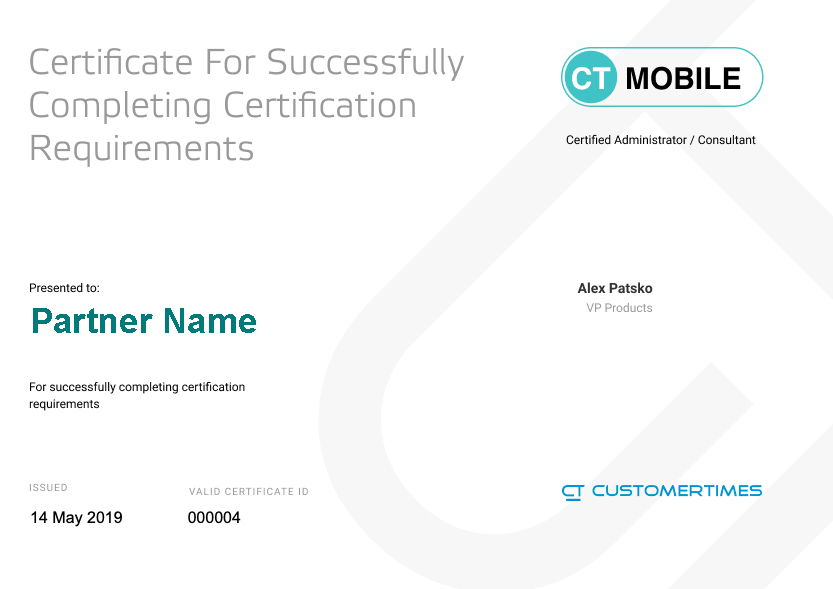 Certificate For Successfully
Completing Certification
Requirements
CT MOBILE
Certified Administrator / Consultant
Presented to:
Partner Name
Alex Patsko
VP Products
For successfully completing certification
requirements
ISSUED
VALID CERTIFICATE ID
14 May 2019
000004
CT CUSTOMERTIMES